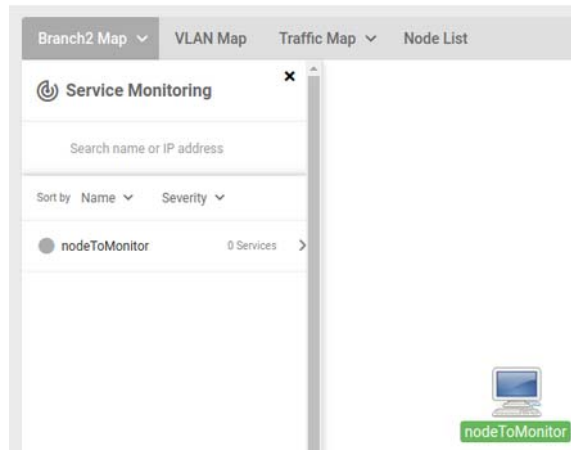 Branch2 Map VLAN Map Traffic Map Node List
Service Monitoring
Search name or IP address
Sort by Name Severity
nodeToMonitor 0 Services
nodeToMonitor